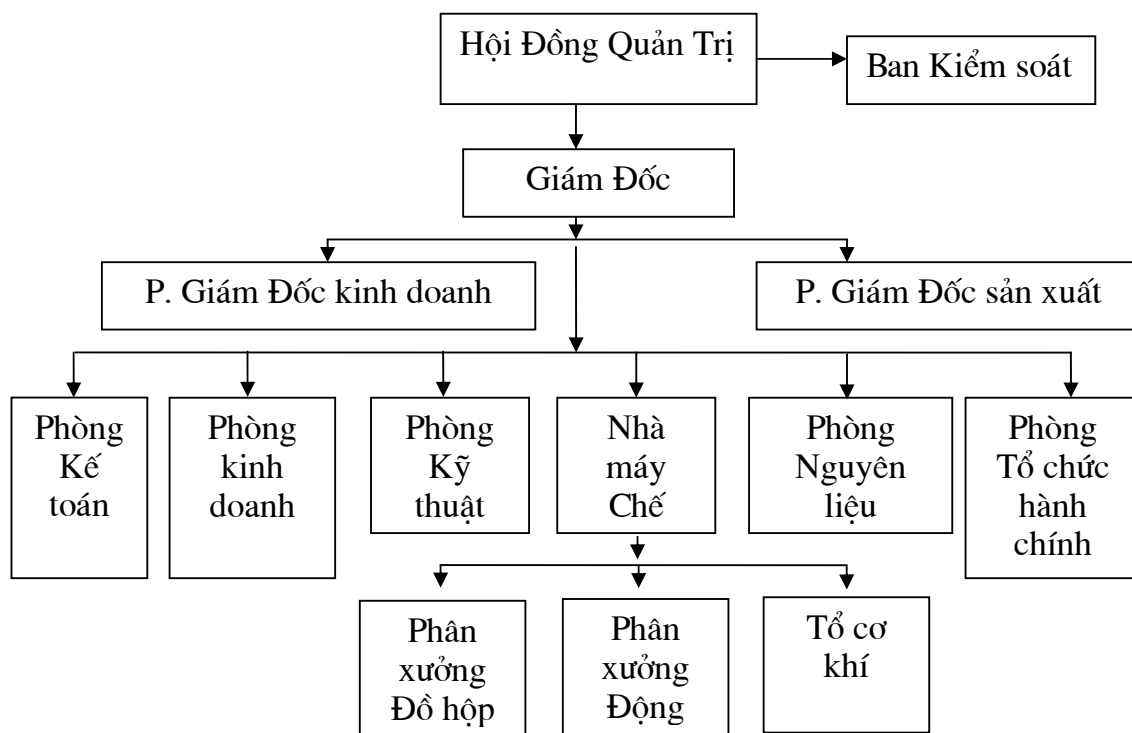 Hội Đồng Quản Trị
Ban Kiểm soát
Giám Đốc
P. Giám Đốc kinh doanh
P. Giám Đốc sản xuất
Phòng
Kế
toán
Phòng
kinh
doanh
Phòng
Kỹ
thuật
Nhà
máy
Chế
Phòng
Nguyên
liệu
Phòng
Tổ chức
hành
chính
Phân
xưởng
Đồ hộp
Phân
xưởng
Động
Tổ cơ
khí